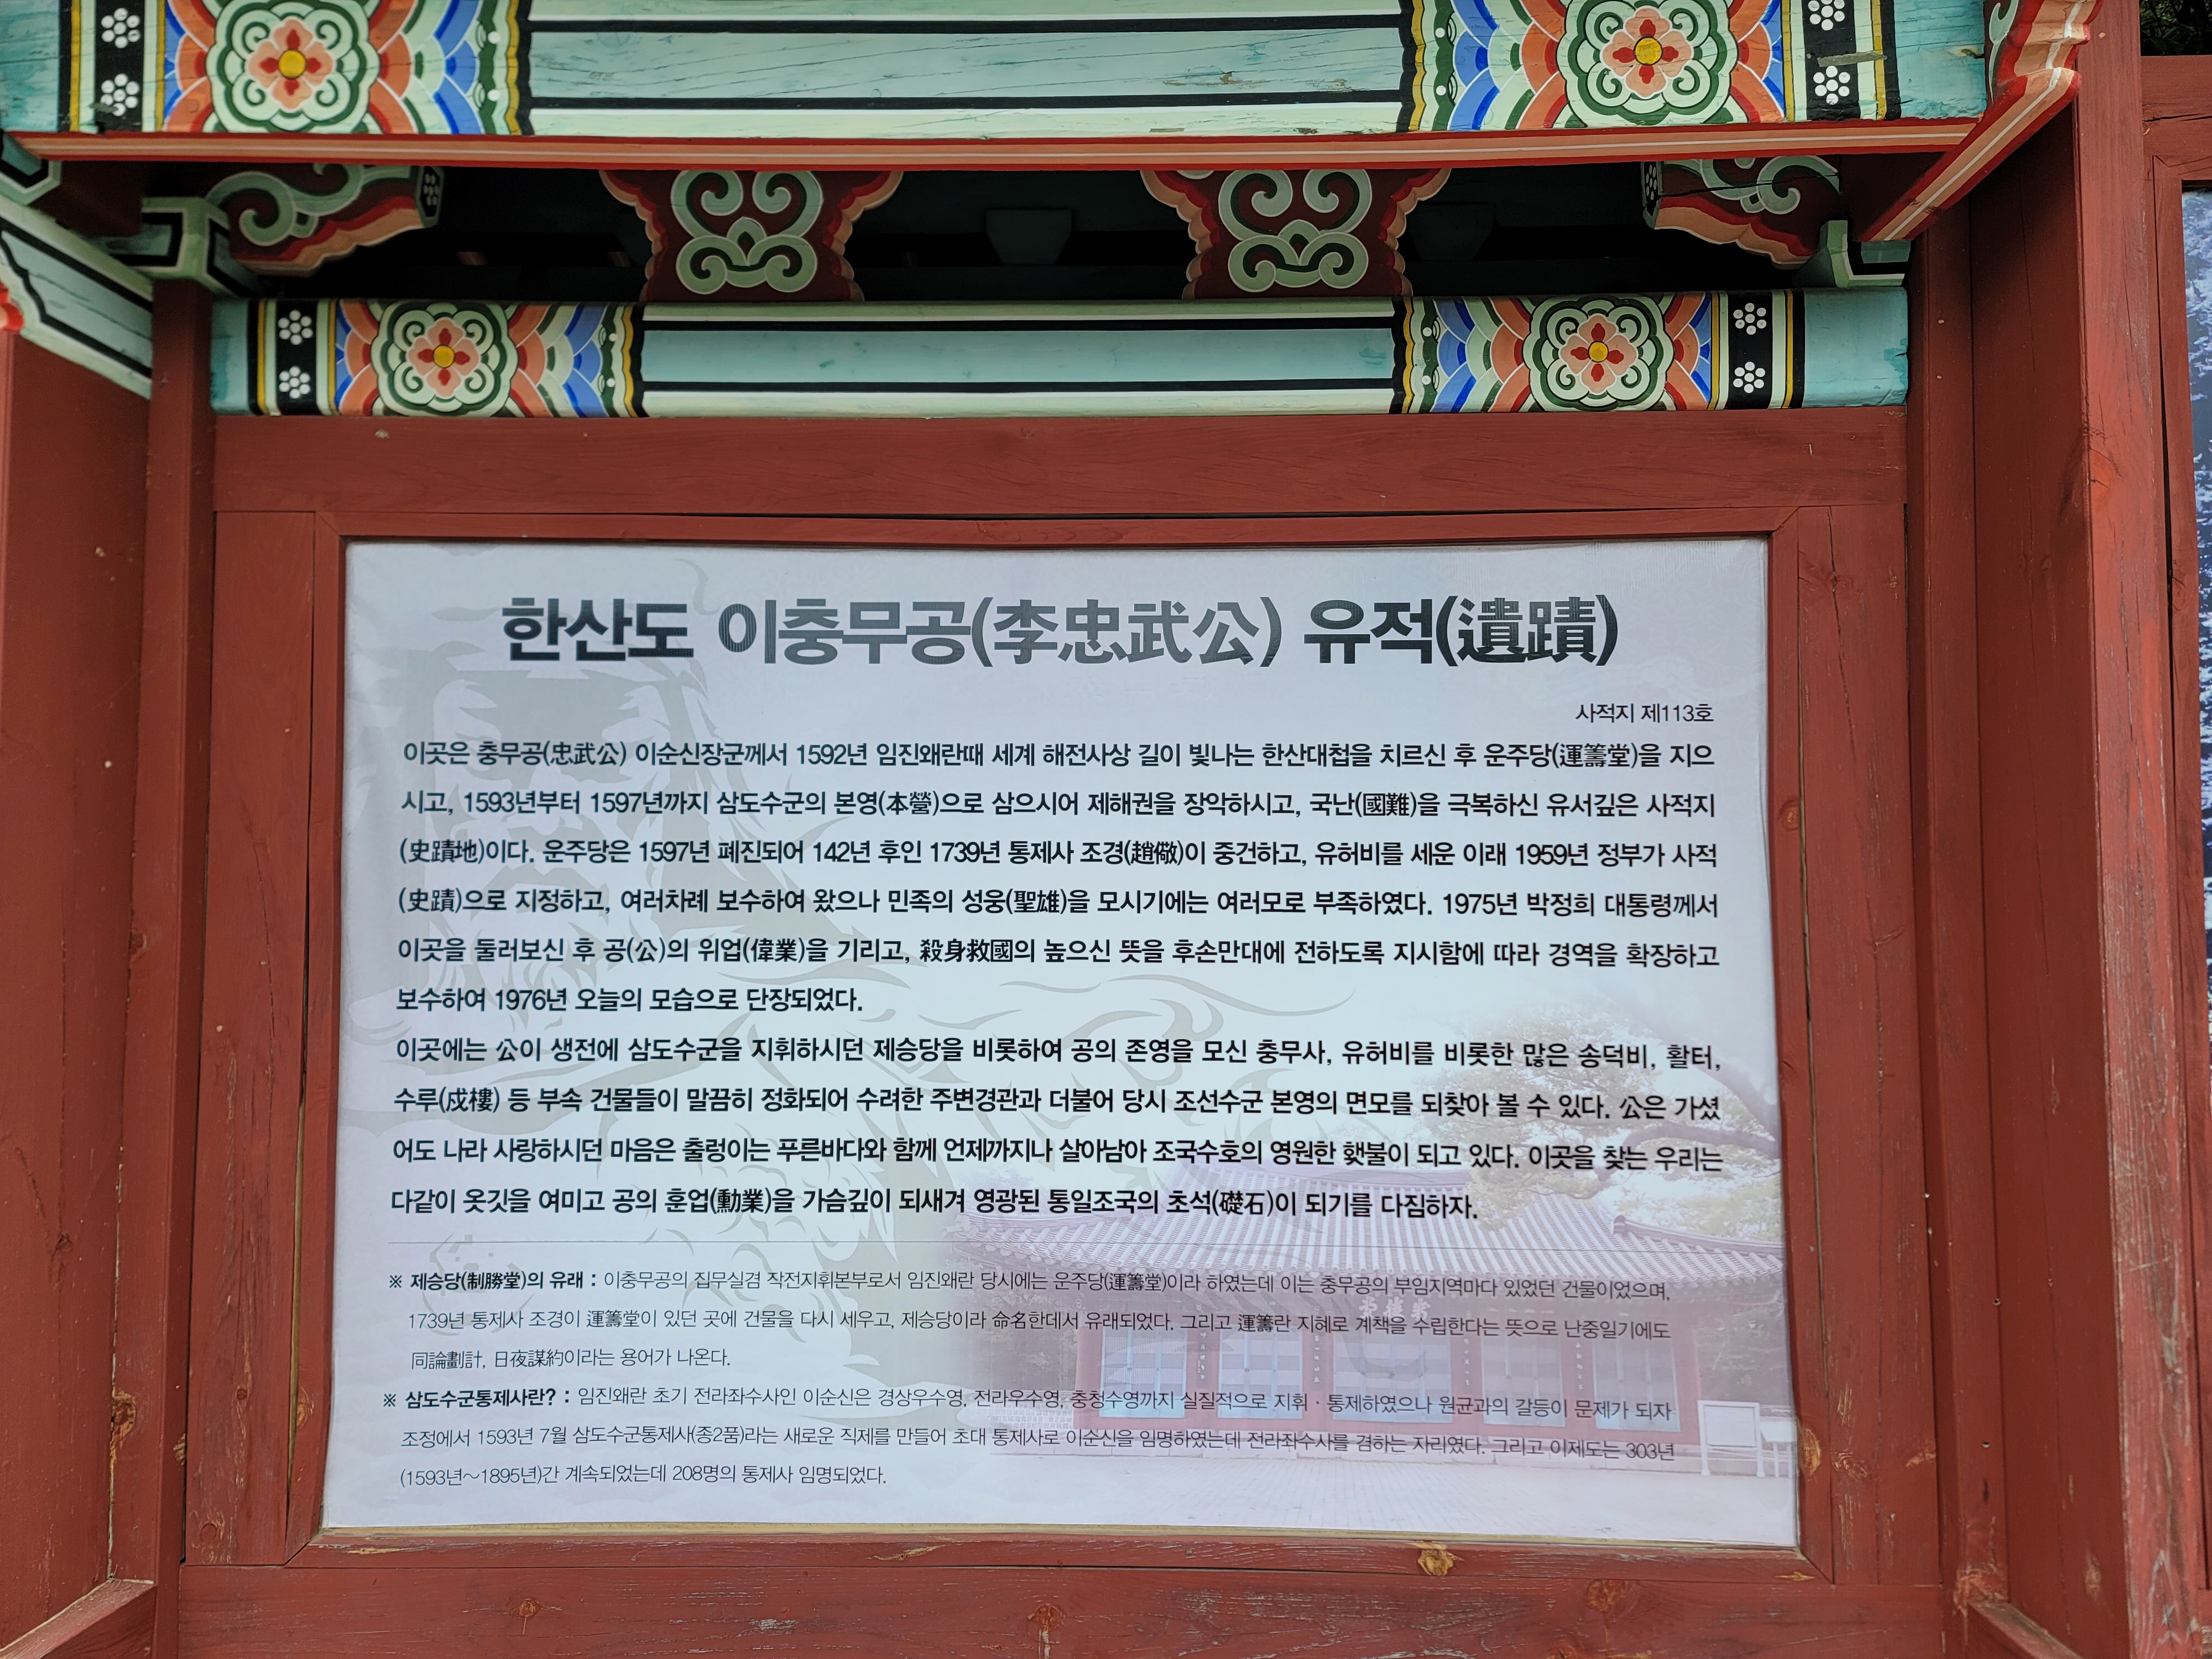 한산도 이충무공(李忠武公) 유적(遺蹟)
사적지 제113호
이곳은 충무공(忠武公) 이순신장군께서 1592년 임진왜란때 세계 해전사상 길이 빛나는 한산대첩을 치르신 후 운주당(運籌堂)을 지으
시고, 1593년부터 1597년까지 삼도수군의 본영(本營)으로 삼으시어 제해권을 장악하시고, 국난(國難)을 극복하신 유서깊은 사적지
(史蹟地)이다. 운주당은 1597년 폐진되어 142년 후인 1739년 통제사 조경(趙儆)이 중건하고, 유허비를 세운 이래 1959년 정부가 사적
(史蹟)으로 지정하고, 여러차례 보수하여 왔으나 민족의 성웅(聖雄)을 모시기에는 여러모로 부족하였다. 1975년 박정희 대통령께서
이곳을 둘러보신 후 공(公)의 위업(偉業)을 기리고, 殺身救國의 높으신 뜻을 후손만대에 전하도록 지시함에 따라 경역을 확장하고
보수하여 1976년 오늘의 모습으로 단장되었다.
이곳에는 公이 생전에 삼도수군을 지휘하시던 제승당을 비롯하여 공의 존영을 모신 충무사, 유허비를 비롯한 많은 송덕비, 활터,
수루(戍樓) 등 부속 건물들이 말끔히 정화되어 수려한 주변경관과 더불어 당시 조선수군 본영의 면모를 되찾아 볼 수 있다. 公은 가셨
어도 나라 사랑하시던 마음은 출렁이는 푸른바다와 함께 언제까지나 살아남아 조국수호의 영원한 횃불이 되고 있다. 이곳을 찾는 우리는
다같이 옷깃을 여미고 공의 훈업(勳業)을 가슴깊이 되새겨 영광된 통일조국의 초석(礎石)이 되기를 다짐하자.
※ 제승당(制勝堂)의 유래 : 이충무공의 집무실겸 작전지휘본부로서 임진왜란 당시에는 운주당(運籌堂)이라 하였는데 이는 충무공의 부임지역마다 있었던 건물이었으며,
1739년 통제사 조경이 運籌堂이 있던 곳에 건물을 다시 세우고, 제승당이라 命名한데서 유래되었다. 그리고 運籌란 지혜로 계책을 수립한다는 뜻으로 난중일기에도
同論劃計, 日夜謀約이라는 용어가 나온다.
※ 삼도수군통제사란? : 임진왜란 초기 전라좌수사인 이순신은 경상우수영, 전라우수영, 충청수영까지 실질적으로 지휘 · 통제하였으나 원균과의 갈등이 문제가 되자
조정에서 1593년 7월 삼도수군통제사(종2품)라는 새로운 직제를 만들어 초대 통제사로 이순신을 임명하였는데 전라좌수사를 겸하는 자리였다. 그리고 이제도는 303년
(1593년~1895년)간 계속되었는데 208명의 통제사 임명되었다.